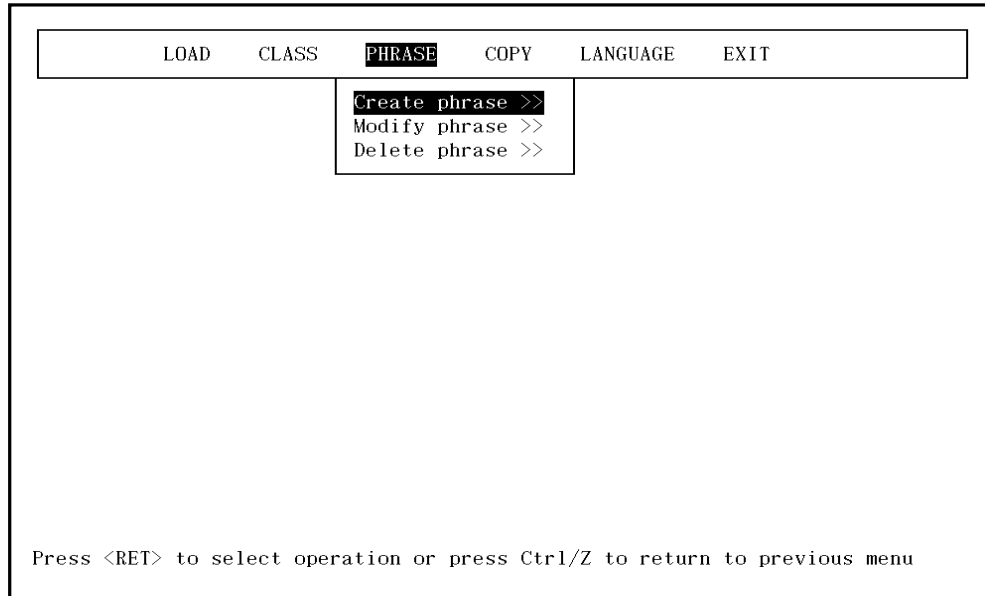 LOAD CLASS PHRASE COPY LANGUAGE EXIT
Create phrase >>
Modify phrase >>
Delete phrase >>
Press <RET> to select operation or press Ctrl/Z to return to previous menu